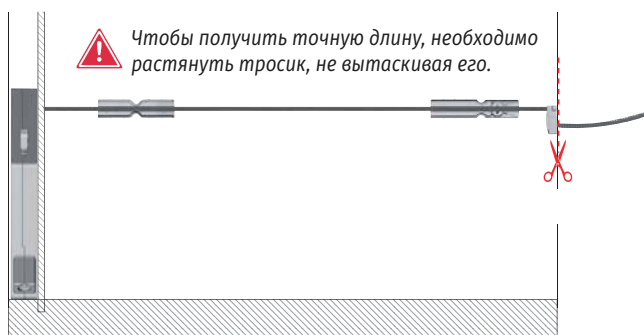 Чтобы получить точную длину, необходимо
растянуть тросик, не вытаскивая его.